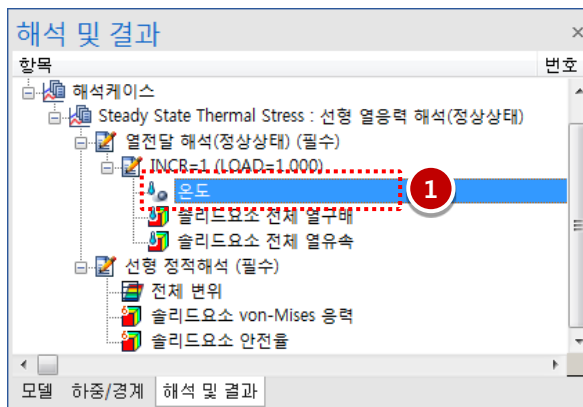 해석 및 결과
항목 번호
해석케이스
Steady State Thermal Stress : 선형 열응력 해석(정상상태)
열전달 해석(정상상태) (필수)
INCR=1 (LOAD=1.000)
온도 1
솔리드요소 전체 열구배
솔리드요소 전체 열유속
선형 정적해석 (필수)
전체 변위
솔리드요소 von-Mises 응력
솔리드요소 안전율
모델 하중/경계 해석 및 결과